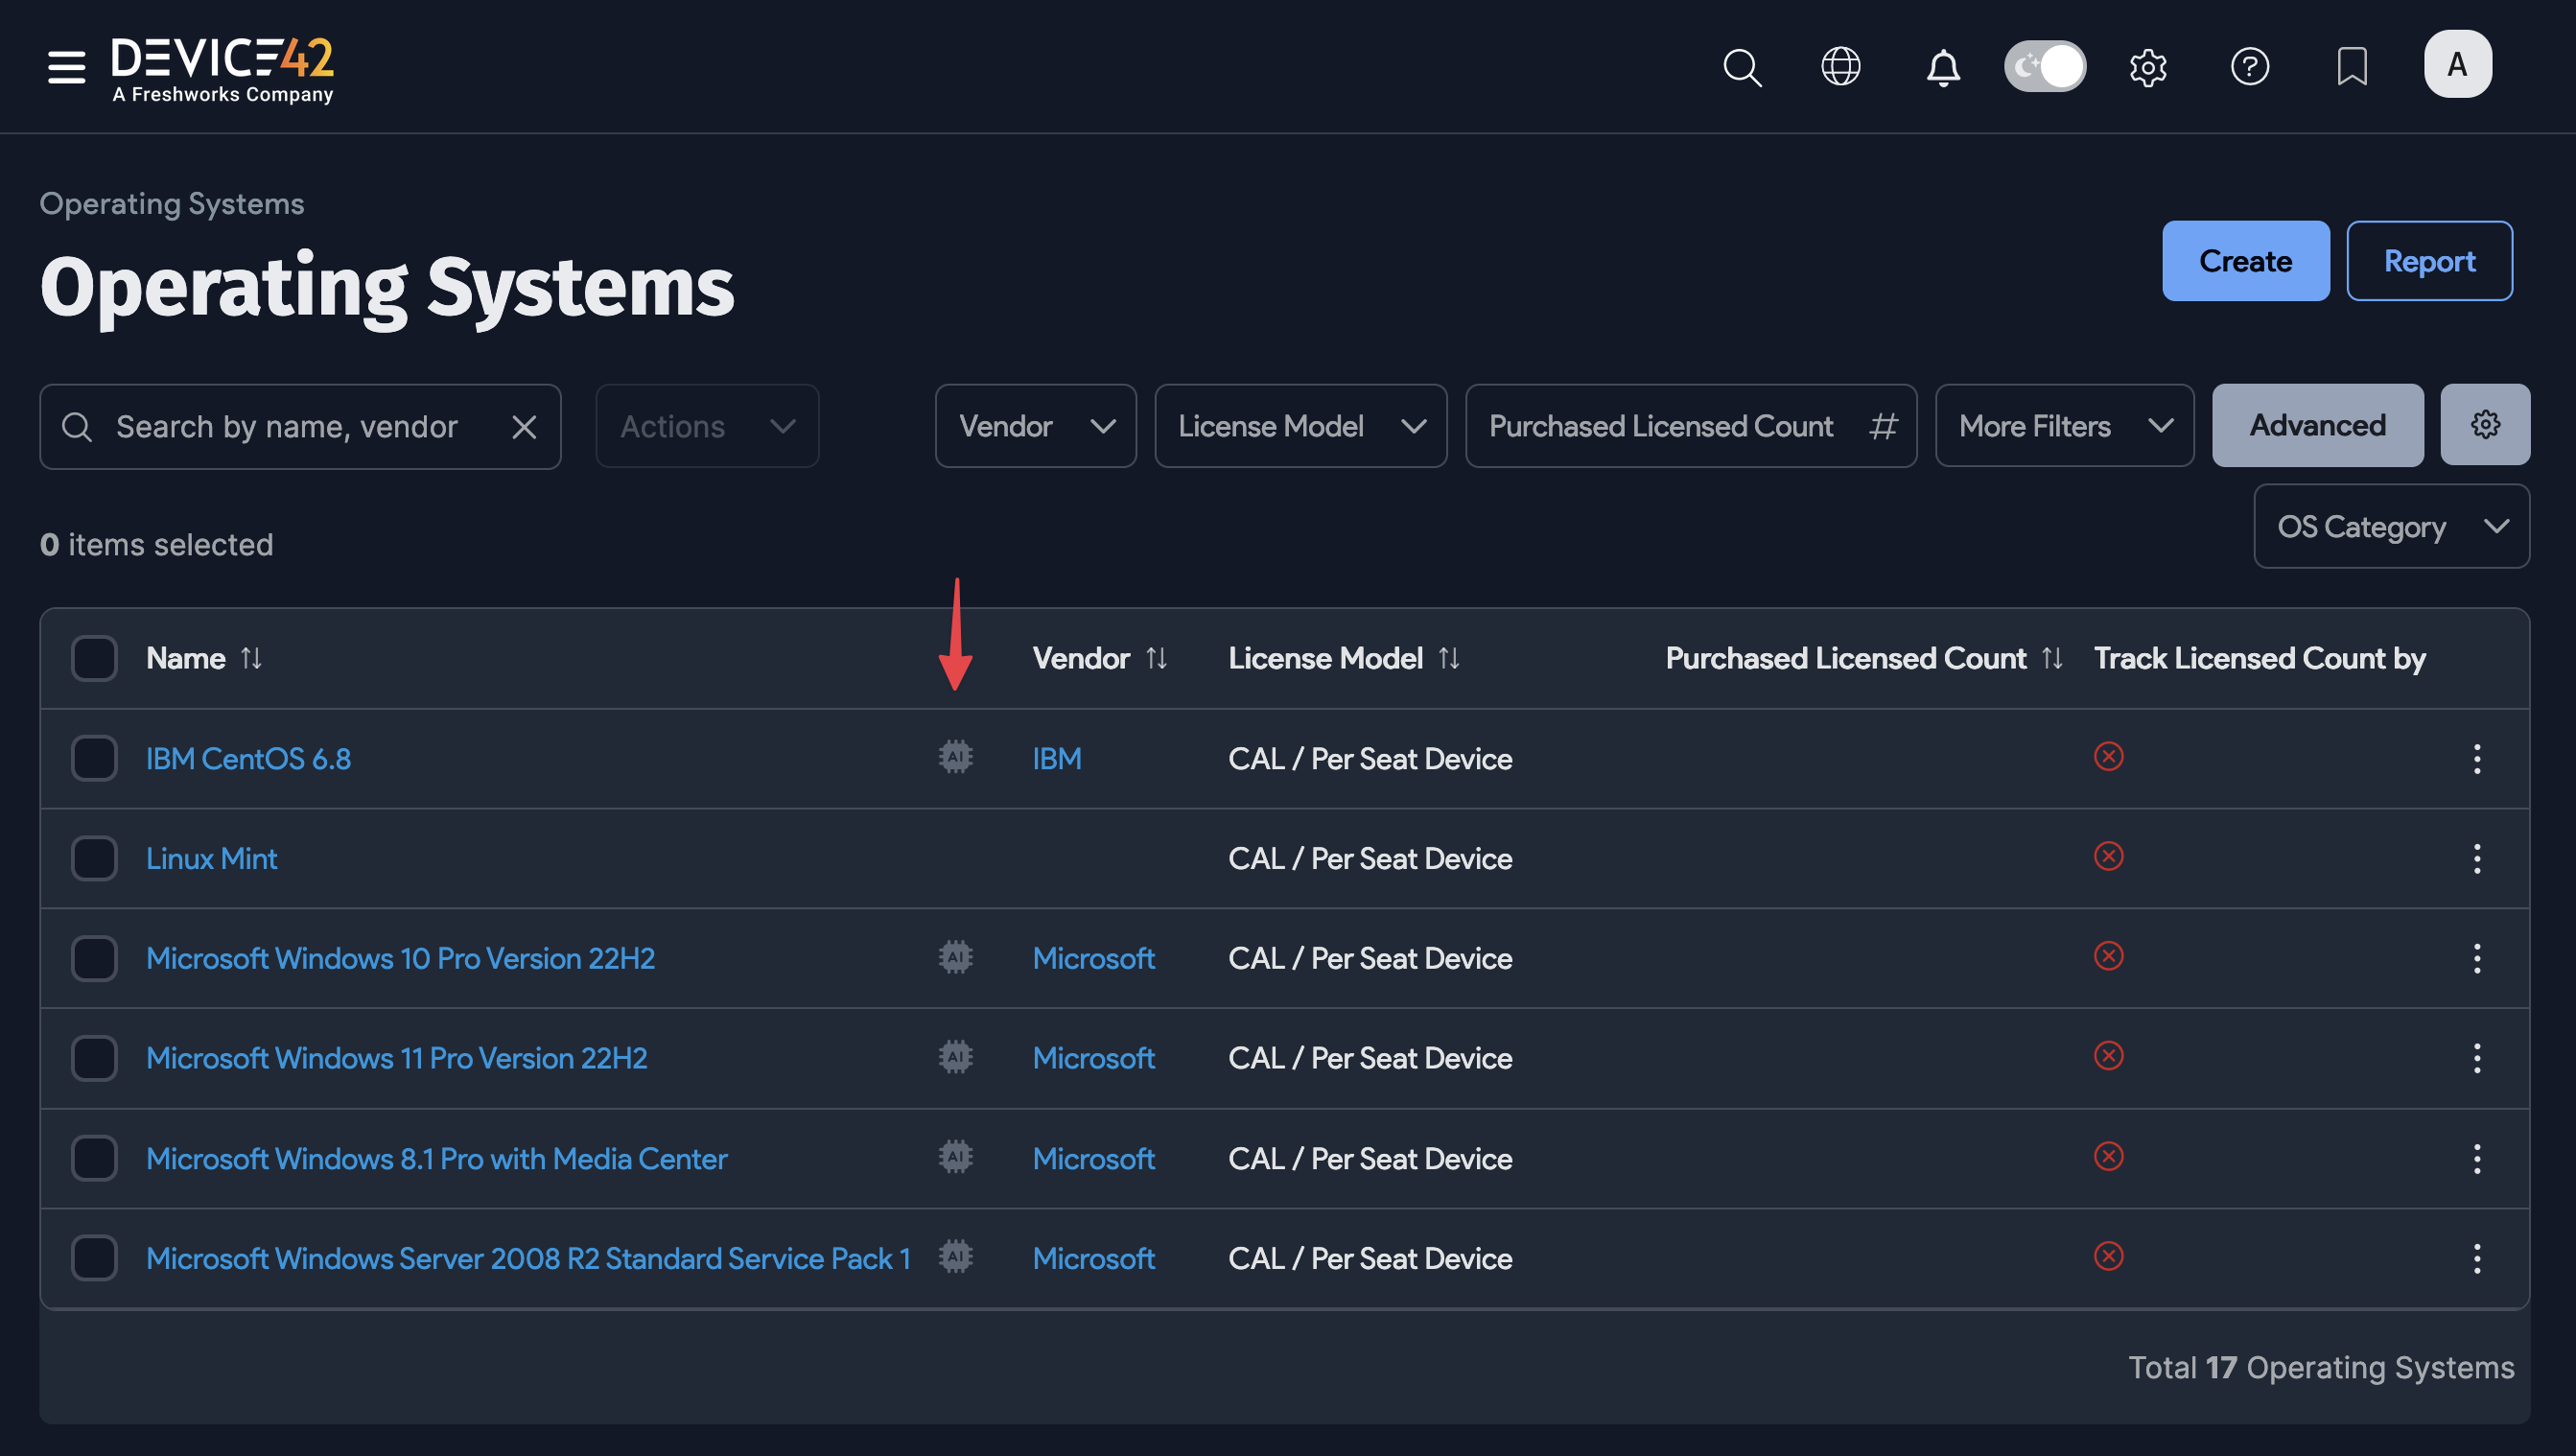 DEVICE42
A Freshworks Company
A
Operating Systems
Operating Systems
Create
Report
Search by name, vendor
Actions
Vendor
License Model
Purchased Licensed Count #
More Filters
Advanced
OS Category
0 items selected
Name Vendor License Model Purchased Licensed Count Track Licensed Count by
IBM CentOS 6.8 AI IBM CAL / Per Seat Device
Linux Mint CAL / Per Seat Device
Microsoft Windows 10 Pro Version 22H2 AI Microsoft CAL / Per Seat Device
Microsoft Windows 11 Pro Version 22H2 AI Microsoft CAL / Per Seat Device
Microsoft Windows 8.1 Pro with Media Center AI Microsoft CAL / Per Seat Device
Microsoft Windows Server 2008 R2 Standard Service Pack 1 AI Microsoft CAL / Per Seat Device
Total 17 Operating Systems